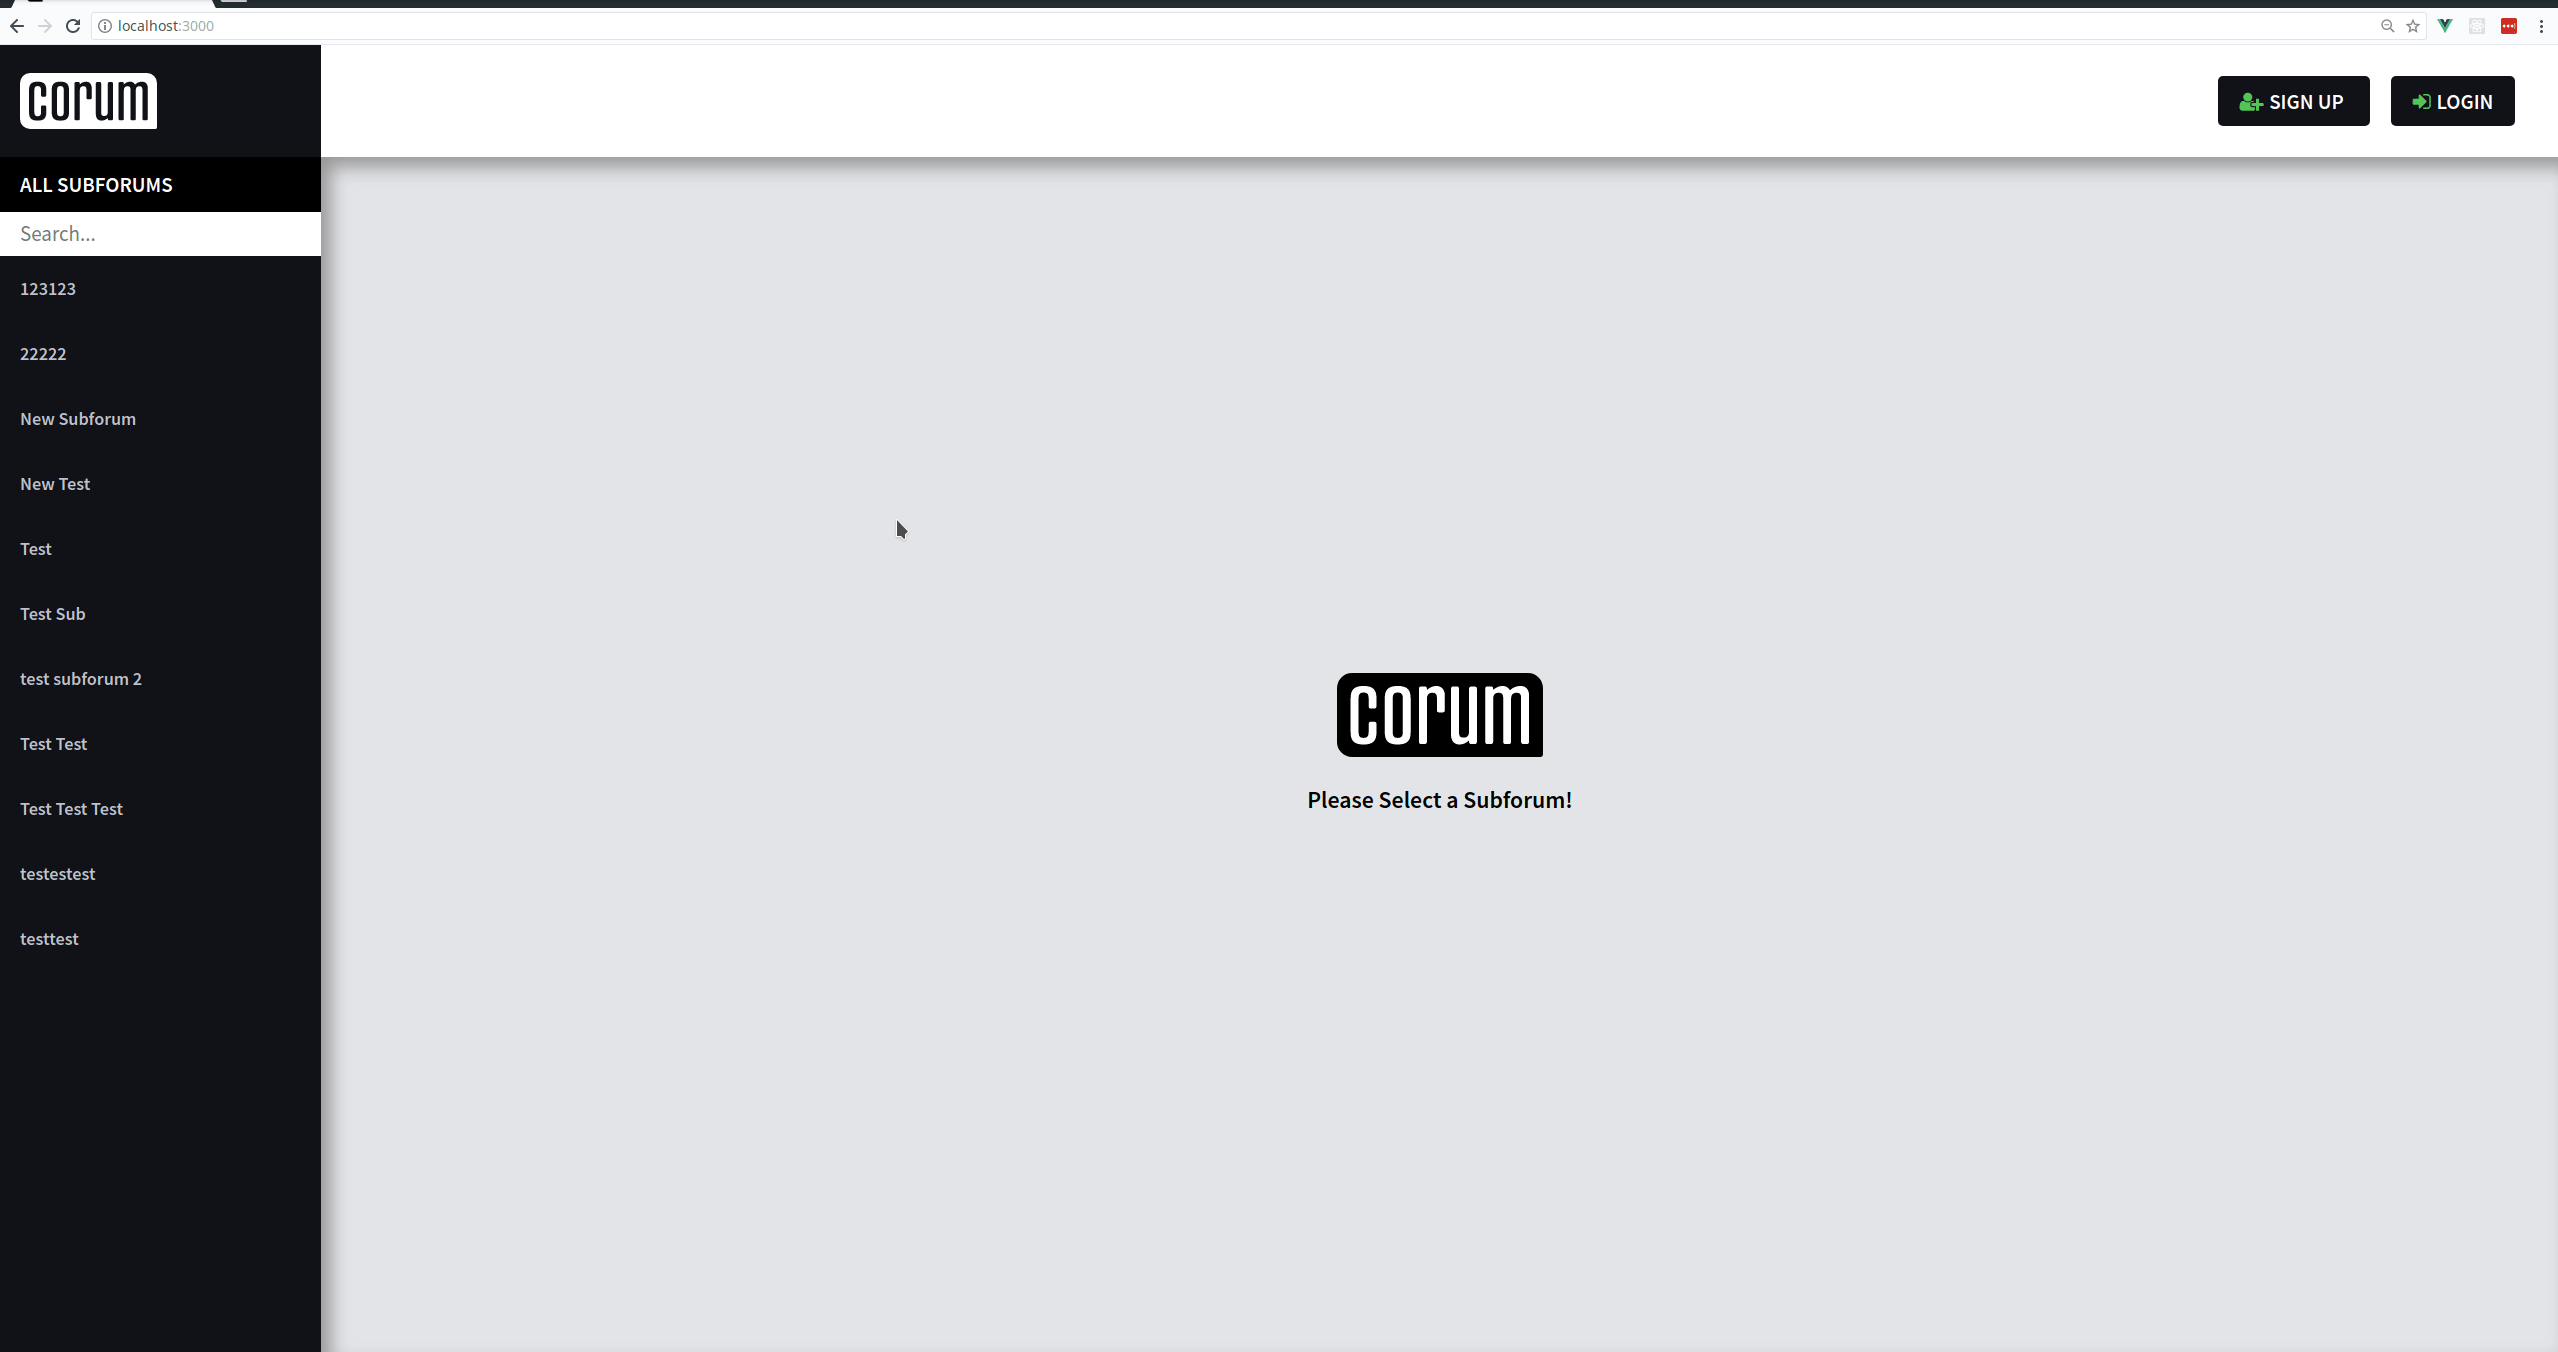 localhost:3000
corum
SIGN UP
LOGIN
ALL SUBFORUMS
Search...
123123
22222
New Subforum
New Test
Test
Test Sub
test subforum 2
Test Test
Test Test Test
testestest
testtest
corum
Please Select a Subforum!